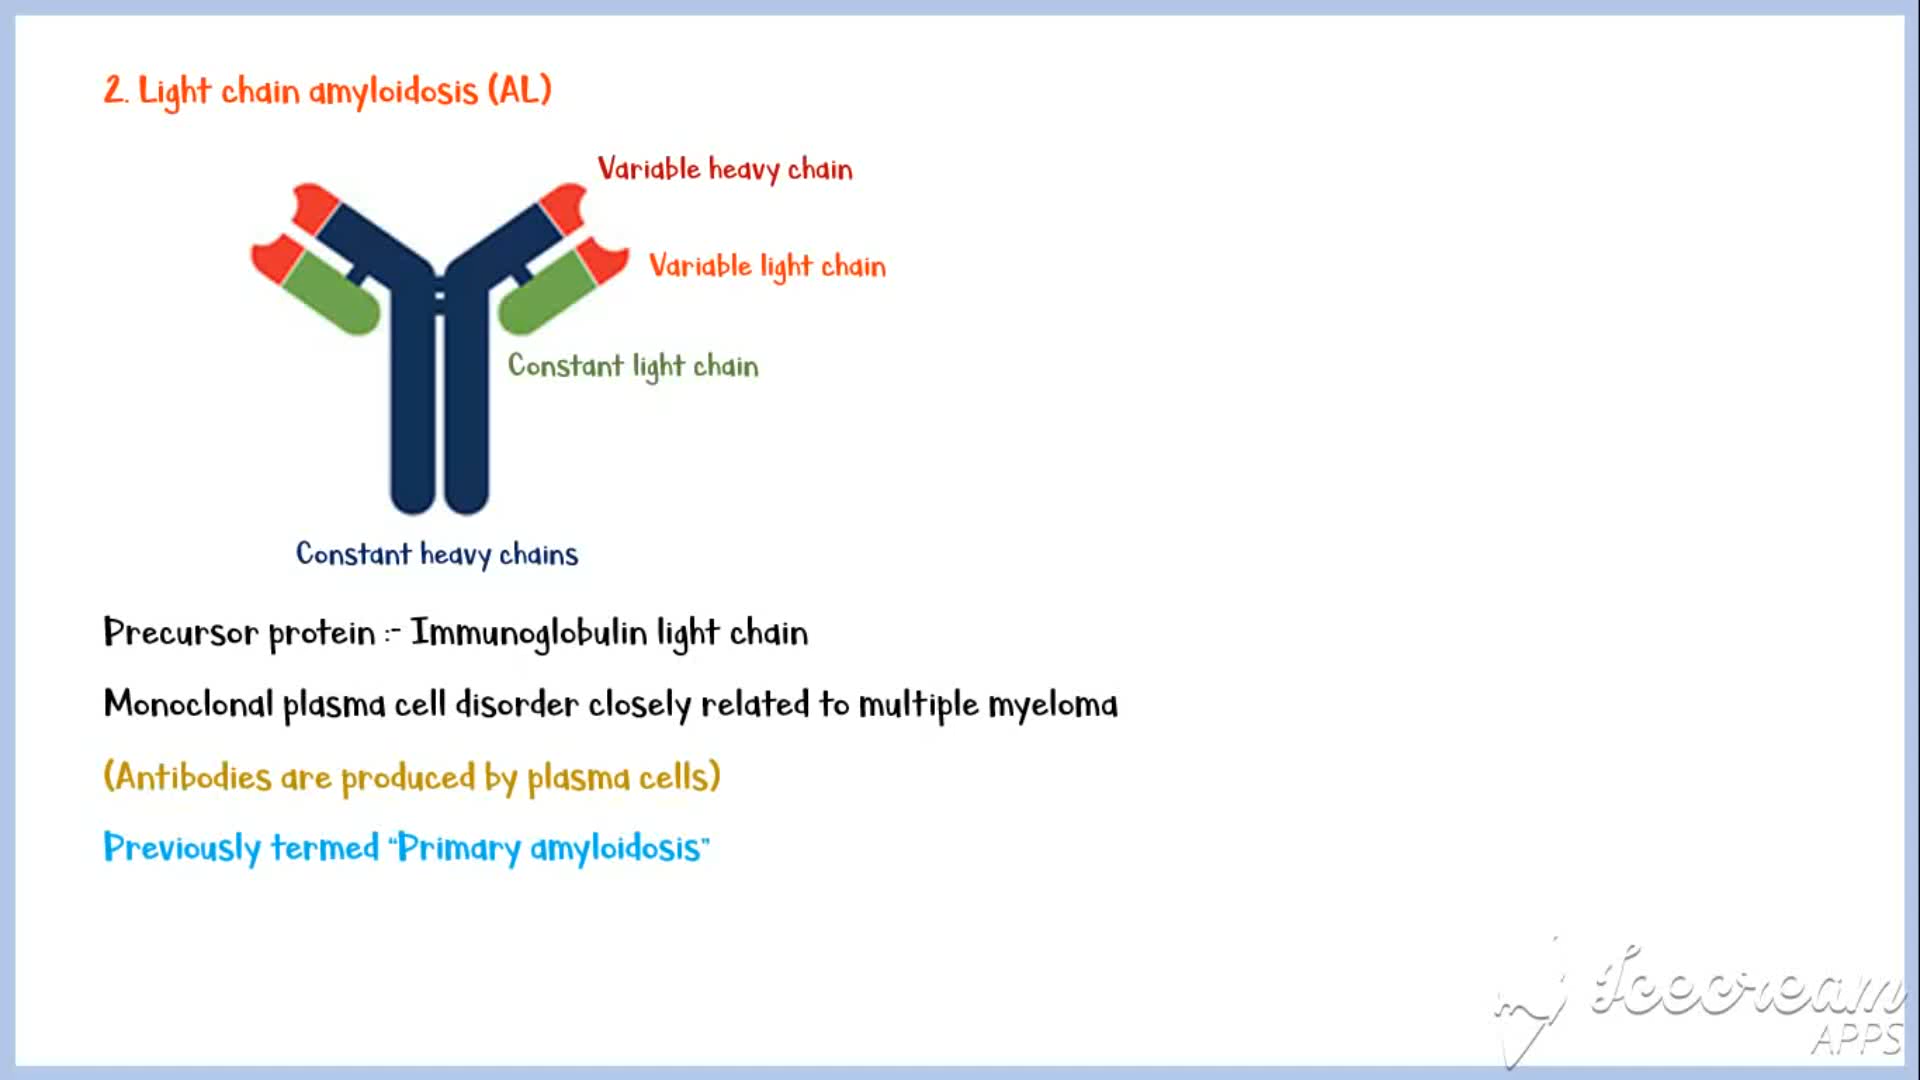 2. Light chain amyloidosis (AL)
Variable heavy chain
Variable light chain
Constant light chain
Constant heavy chains
Precursor protein :- Immunoglobulin light chain
Monoclonal plasma cell disorder closely related to multiple myeloma
(Antibodies are produced by plasma cells)
Previously termed “Primary amyloidosis”
Icecream
APPS